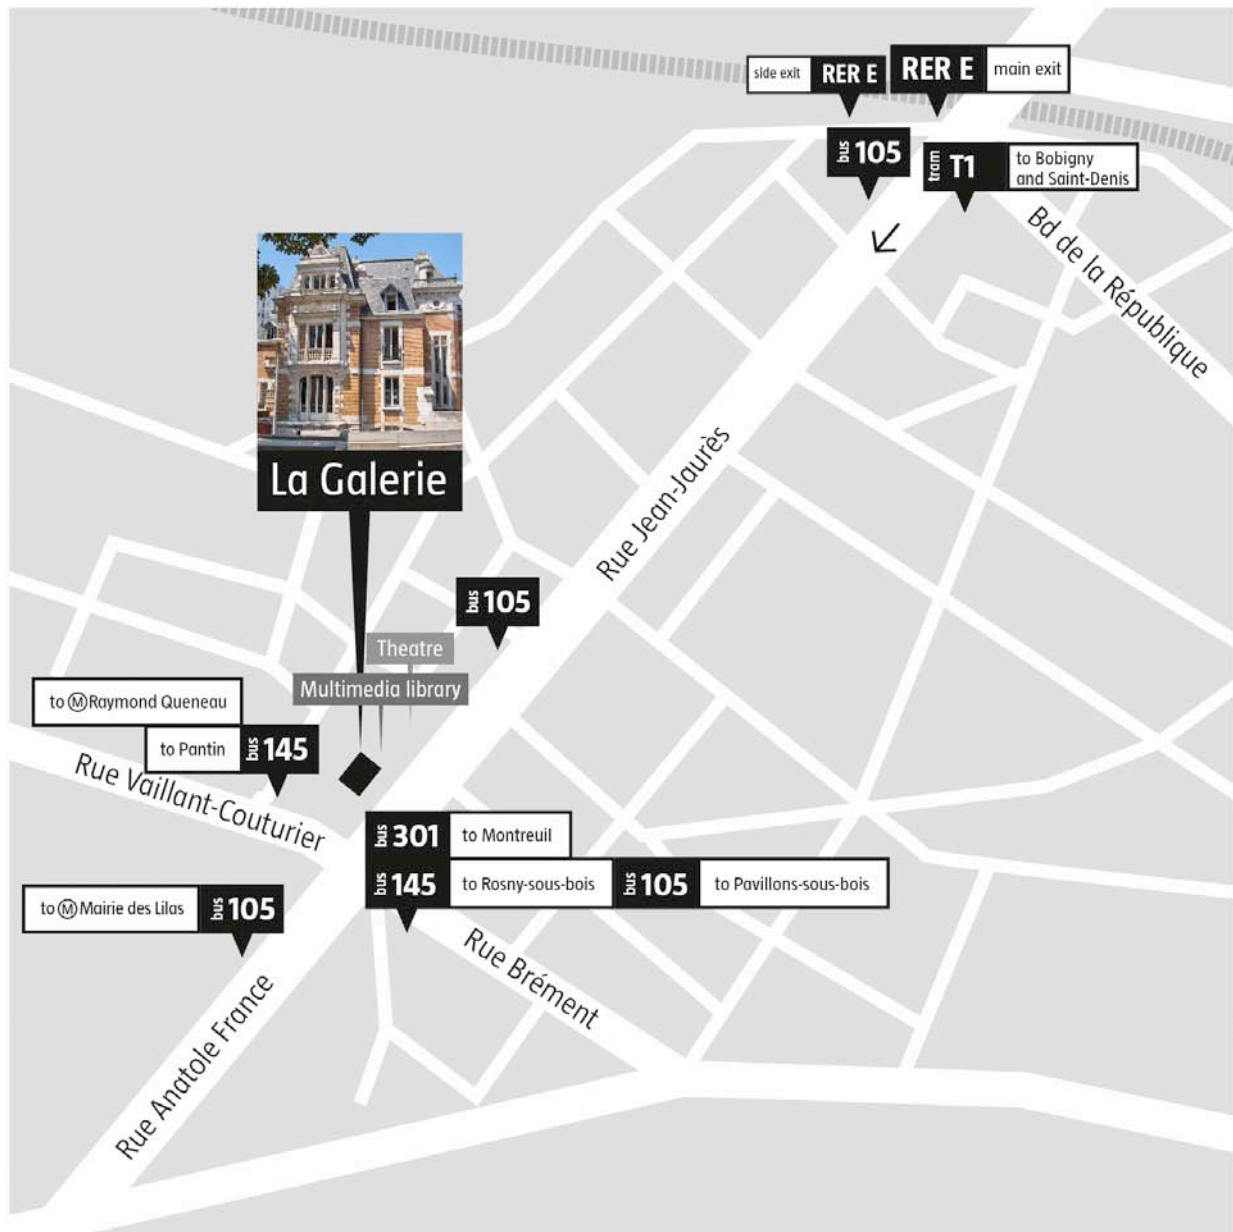 side exit
RER E
RER E
main exit
bus 105
tram T1
to Bobigny
and Saint-Denis
Bd de la République
La Galerie
Rue Jean-Jaurès
bus 105
Theatre
Multimedia library
to Ⓜ Raymond Queneau
to Pantin
bus 145
Rue Vaillant-Couturier
bus 301
to Montreuil
bus 145
to Rosny-sous-bois
bus 105
to Pavillons-sous-bois
to Ⓜ Mairie des Lilas
bus 105
Rue Brément
Rue Anatole France